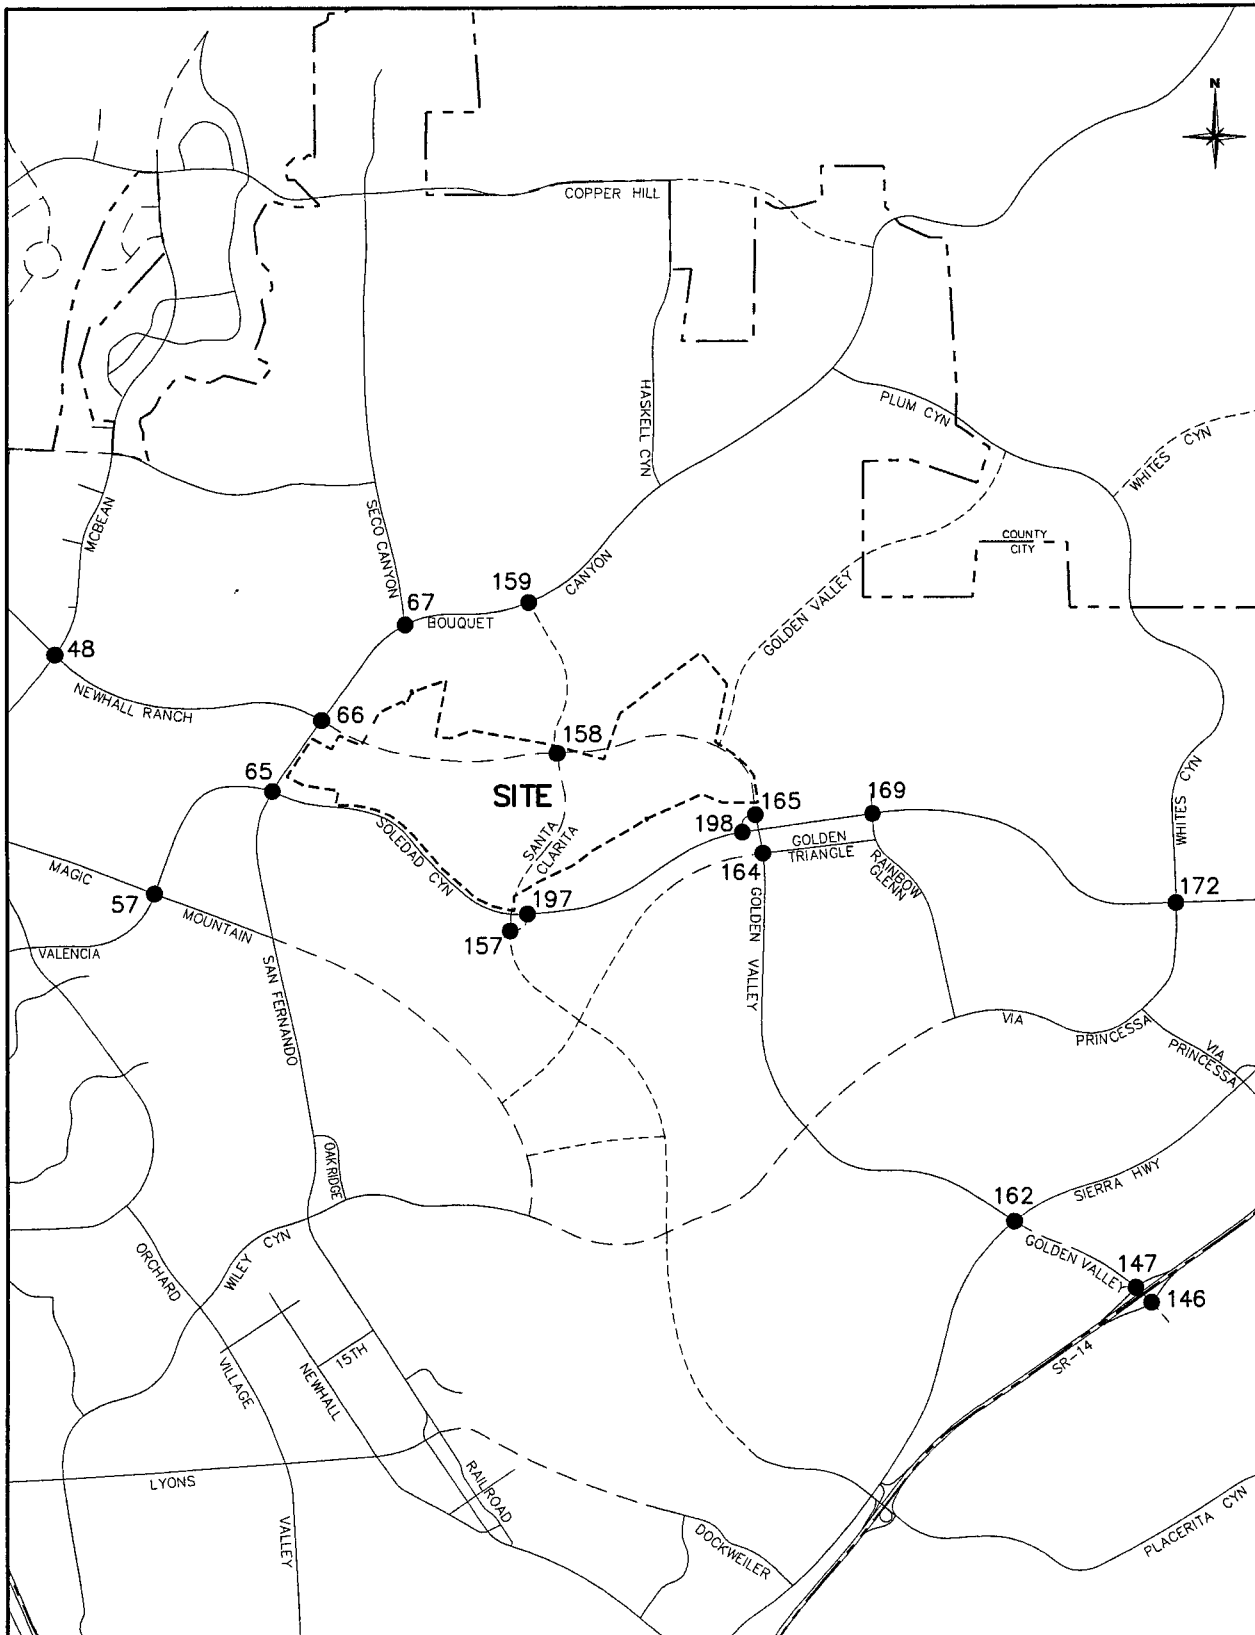 N
COPPER HILL
HASKELL CYN
PLUM CYN
WHITES CYN
MCBEAN
SECO CANYON
COUNTY
CITY
159
CANYON
67
BOUQUET
GOLDEN VALLEY
48
NEWHALL RANCH
66
158
65
SITE
165
169
198
GOLDEN
TRIANGLE
WHITES CYN
SOLEDAD CYN
SANTA
CLARITA
164
RAINBOW
GLENN
MAGIC
57
MOUNTAIN
197
172
157
VALENCIA
SAN FERNANDO
GOLDEN VALLEY
VIA
PRINCESSA
VIA
PRINCESSA
OAKRIDGE
SIERRA HWY
162
ORCHARD
WILEY CYN
GOLDEN VALLEY
147
146
15TH
NEWHALL
VILLAGE
SR-14
LYONS
RAILROAD
VALLEY
DOCKWEILER
PLACERITA CYN